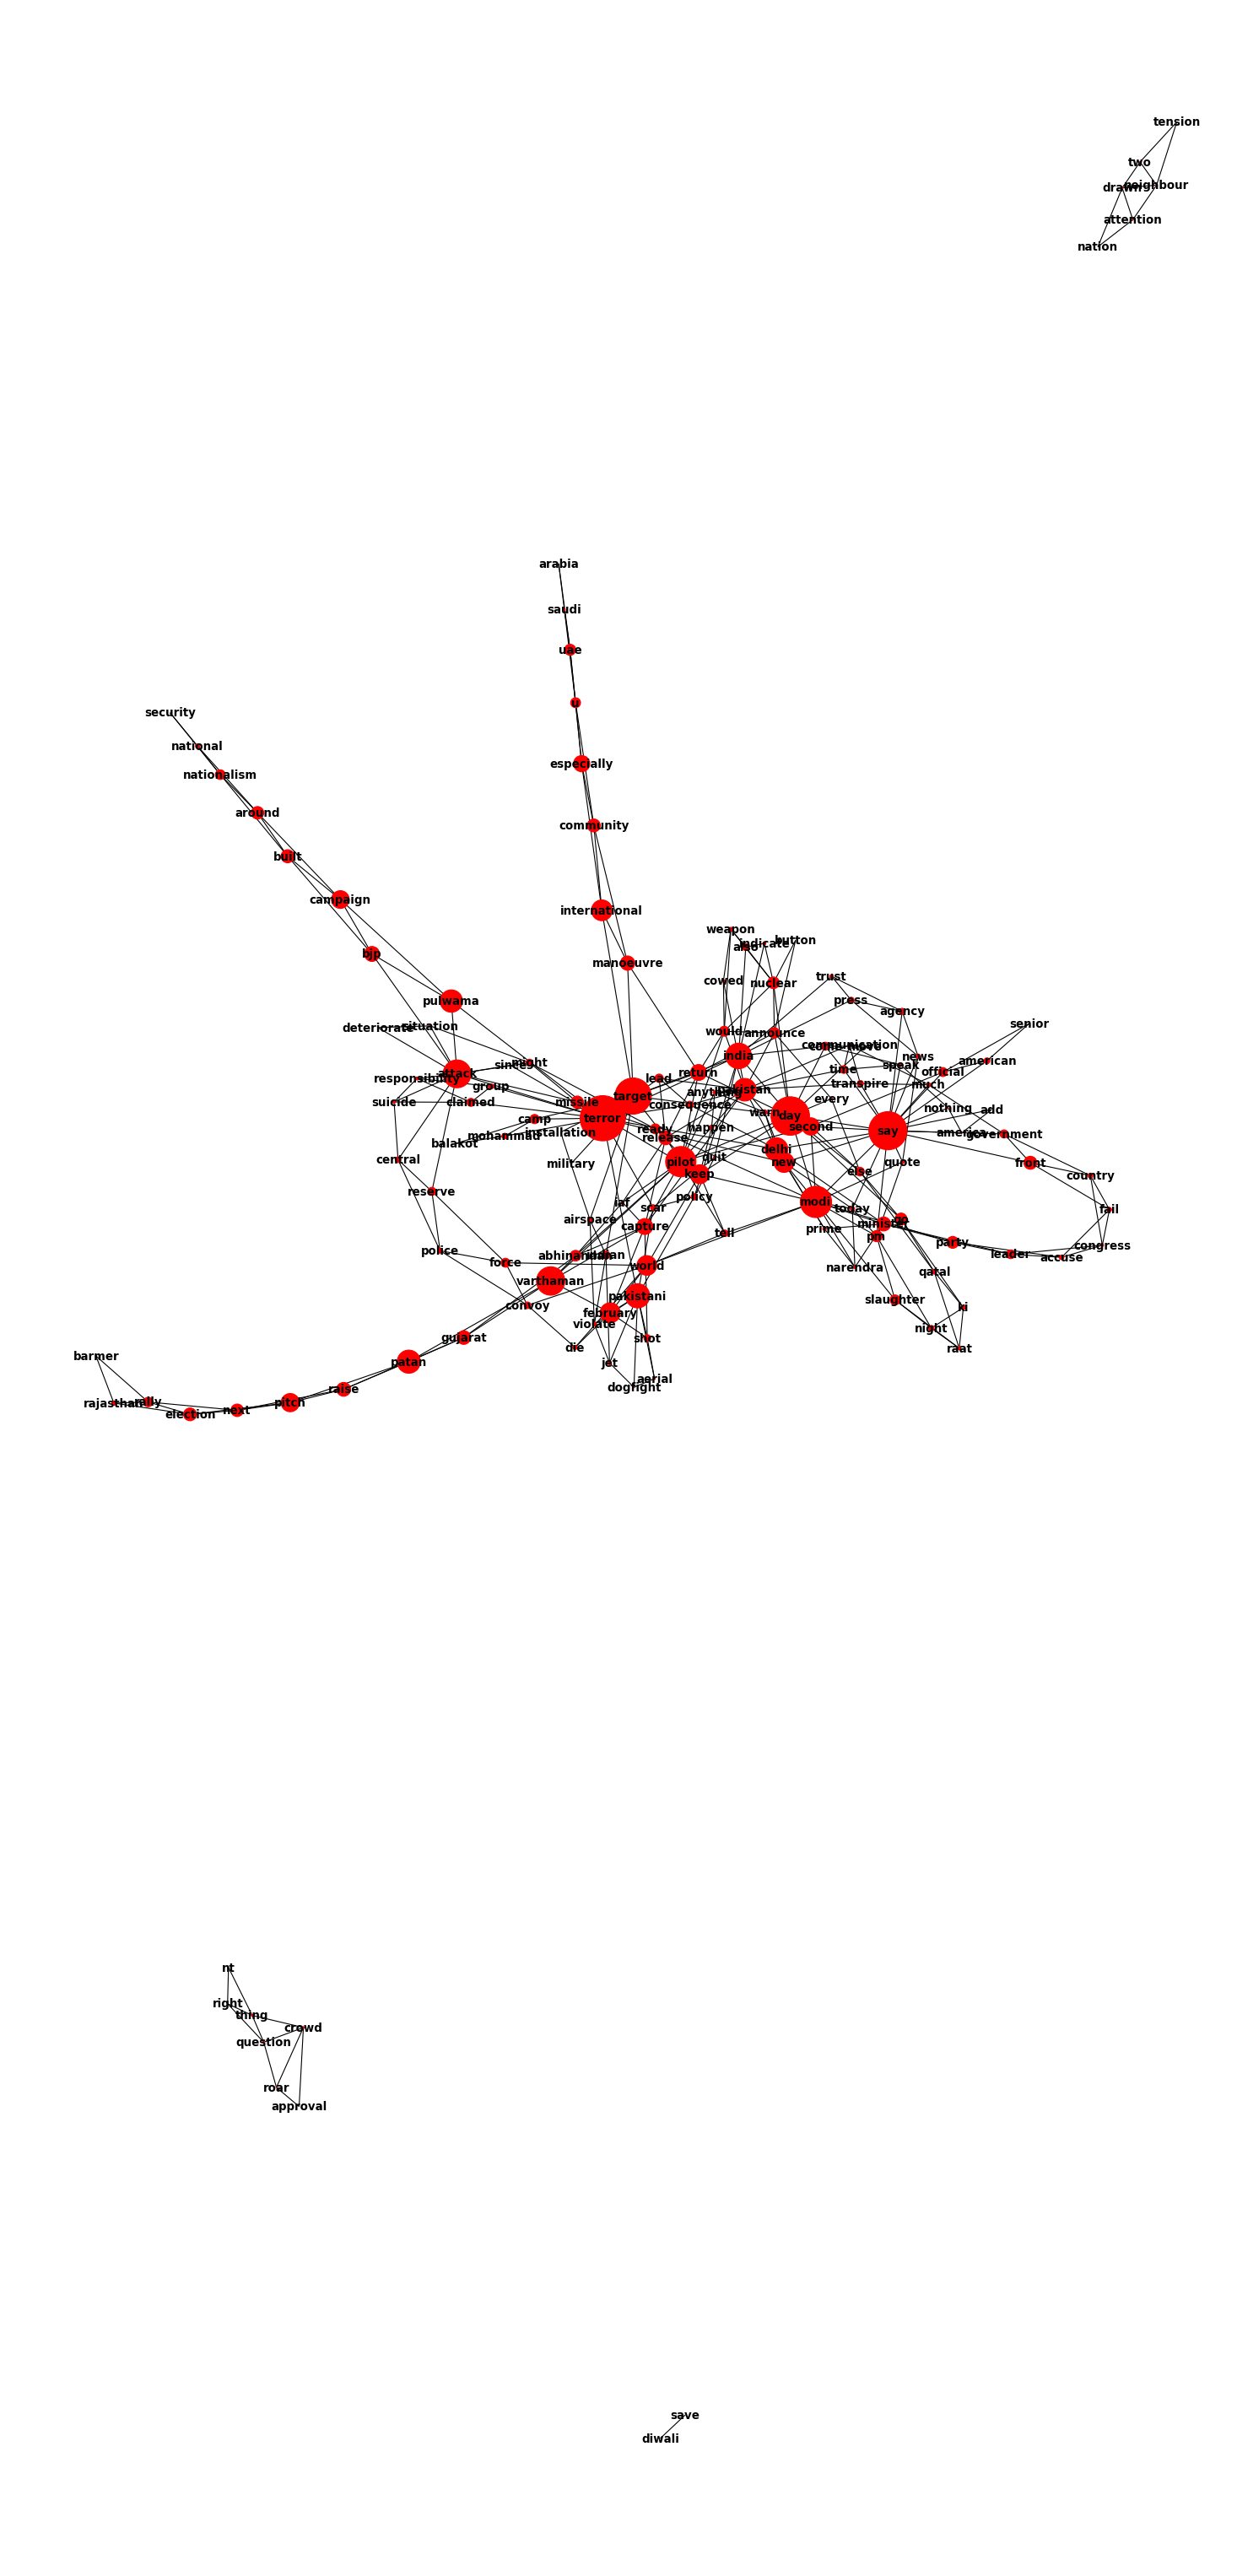 tension
two
drawn
neighbour
attention
nation
arabia
saudi
uae
u
security
national
nationalism
especially
around
community
built
campaign
international
weapon
button
indicate
also
bjp
manoeuvre
trust
cowed
nuclear
press
pulwama
agency
senior
situation
deteriorate
would
announce
communication
come
move
india
news
american
since
might
speak
official
time
return
attack
responsibility
lead
transpire
much
group
pakistan
anything
target
every
suicide
claimed
missile
consequence
nothing
add
warn
day
camp
terror
second
happen
ready
say
america
government
installation
mohammad
release
balakot
delhi
quit
central
military
pilot
new
quote
front
else
keep
country
reserve
policy
modi
iaf
scar
today
fail
airspace
capture
prime
minister
tell
pm
party
congress
police
abhinandan
indian
leader
accuse
force
world
narendra
qatal
varthaman
pakistani
slaughter
convoy
ki
february
violate
night
gujarat
shot
die
raat
barmer
patan
jet
aerial
dogfight
raise
rajasthan
rally
pitch
election
next
nt
right
thing
crowd
question
roar
approval
save
diwali